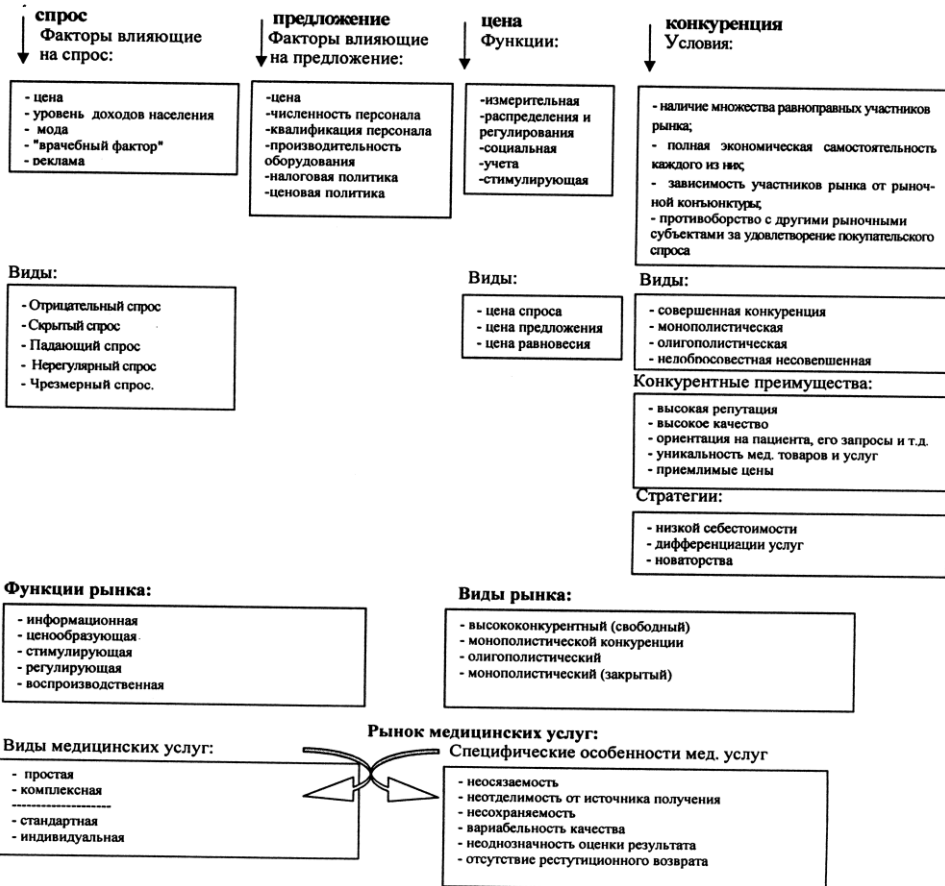 спрос
Факторы влияющие
на спрос:
- цена
- уровень доходов населения
- мода
- "врачебный фактор"
- реклама
Виды:
- Отрицательный спрос
- Скрытый спрос
- Падающий спрос
- Нерегулярный спрос
- Чрезмерный спрос.
предложение
Факторы влияющие
на предложение:
-цена
-численность персонала
-квалификация персонала
-производительность
оборудования
-налоговая политика
-ценовая политика
цена
Функции:
-измерительная
-распределения и
регулирования
-социальная
-учета
-стимулирующая
Виды:
- цена спроса
- цена предложения
- цена равновесия
конкуренция
Условия:
- наличие множества равноправных участников
рынка;
- полная экономическая самостоятельность
каждого из них;
- зависимость участников рынка от рыноч-
ной конъюнктуры;
- противоборство с другими рыночными
субъектами за удовлетворение покупательского
спроса
Виды:
- совершенная конкуренция
- монополистическая
- олигополистическая
- недобросовестная несовершенная
Конкурентные преимущества:
- высокая репутация
- высокое качество
- ориентация на пациента, его запросы и т.д.
- уникальность мед. товаров и услуг
- приемлимые цены
Стратегии:
- низкой себестоимости
- дифференциации услуг
- новаторства
Функции рынка:
- информационная
- ценообразующая
- стимулирующая
- регулирующая
- воспроизводственная
Виды рынка:
- высококонкурентный (свободный)
- монополистической конкуренции
- олигополистический
- монополистический (закрытый)
Рынок медицинских услуг:
Виды медицинских услуг:
- простая
- комплексная
--------------------
- стандартная
- индивидуальная
Специфические особенности мед. услуг
- неосязаемость
- неотделимость от источника получения
- несохраняемость
- вариабельность качества
- неоднозначность оценки результата
- отсутствие рестутиционного возврата